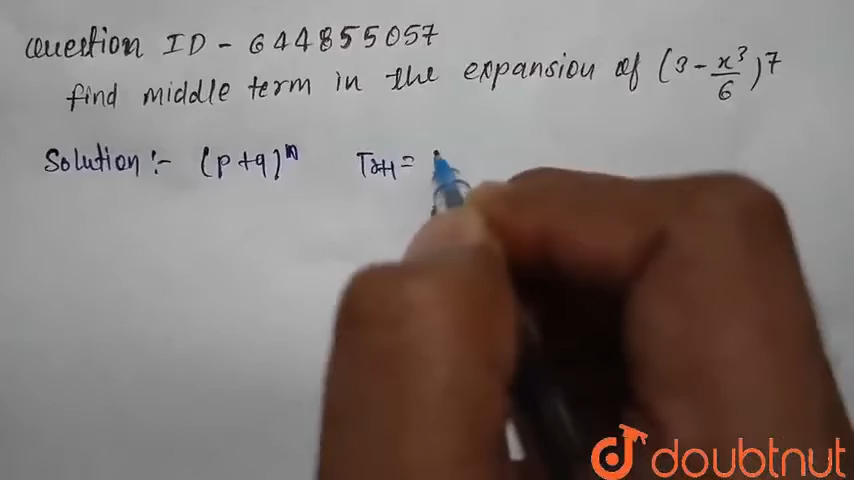 Question ID - 644855057
find middle term in the expansion of (3 - x³/6)⁷
Solution :- (p+q)ⁿ Tr+1 =
doubtnut